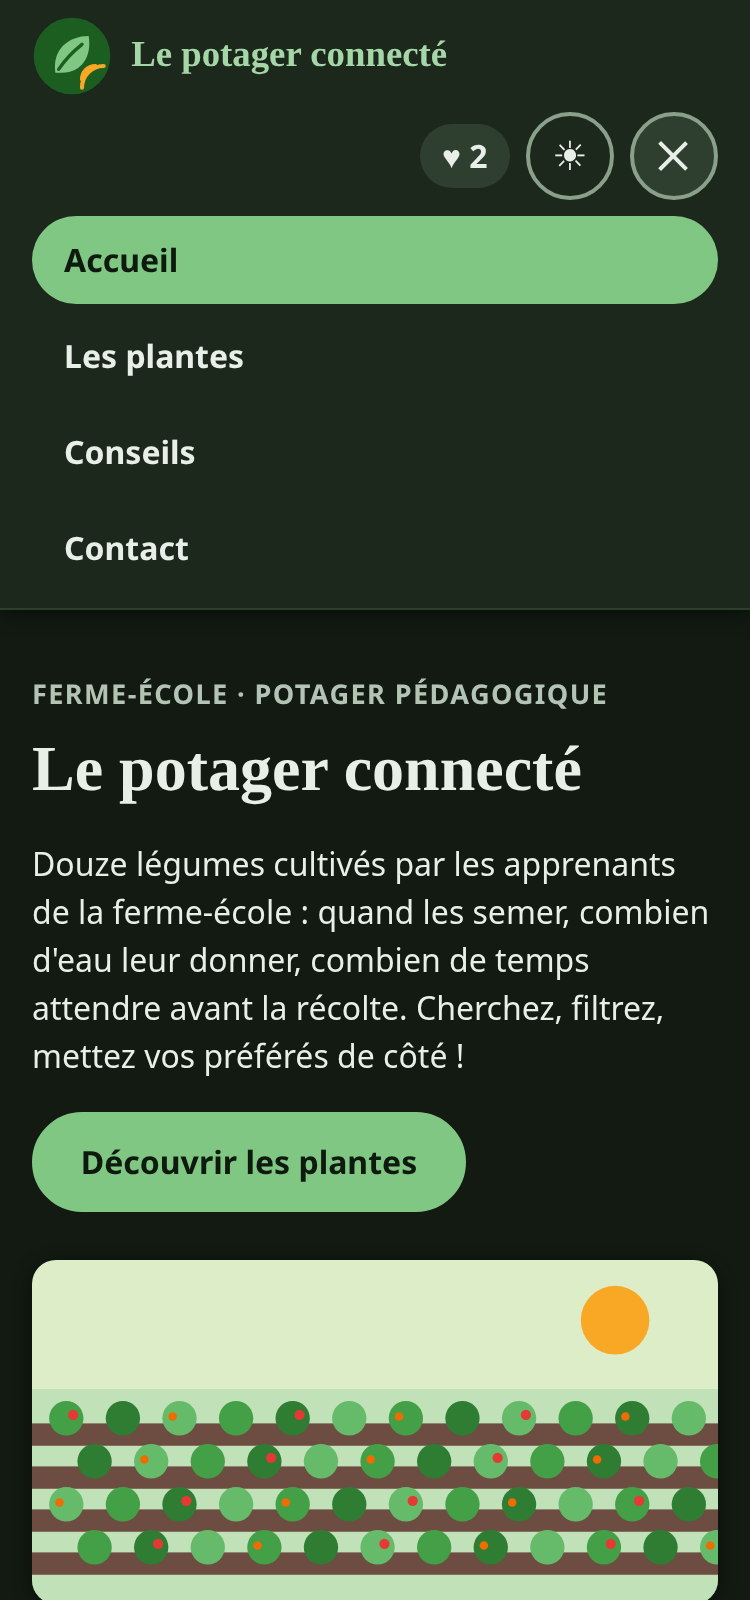 Le potager connecté
♥ 2
Accueil
Les plantes
Conseils
Contact
FERME-ÉCOLE · POTAGER PÉDAGOGIQUE
Le potager connecté
Douze légumes cultivés par les apprenants
de la ferme-école : quand les semer, combien
d'eau leur donner, combien de temps
attendre avant la récolte. Cherchez, filtrez,
mettez vos préférés de côté !
Découvrir les plantes